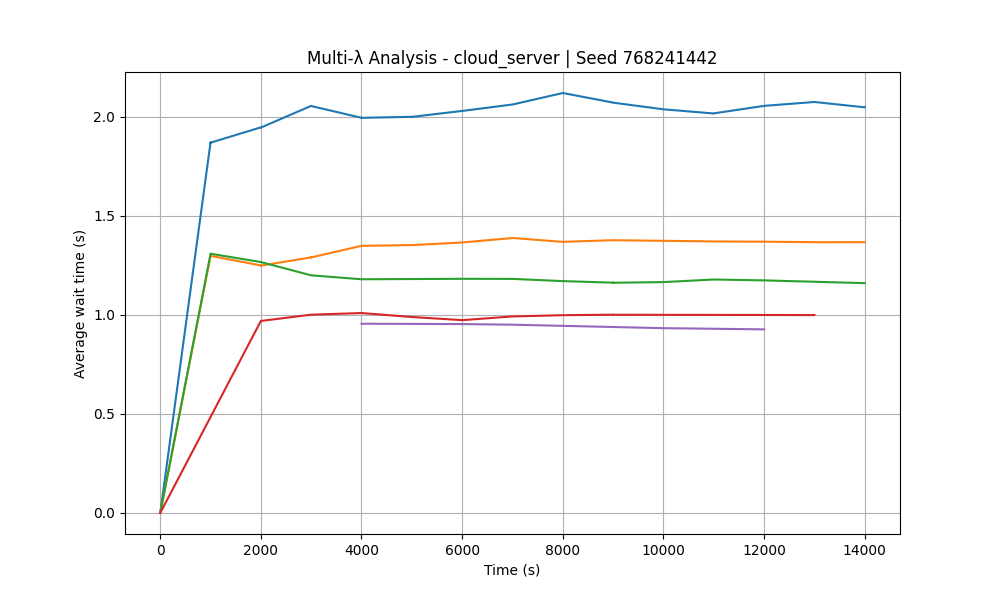 Multi-λ Analysis - cloud_server | Seed 768241442
2.0
1.5
1.0
0.5
0.0
Average wait time (s)
0 2000 4000 6000 8000 10000 12000 14000
Time (s)